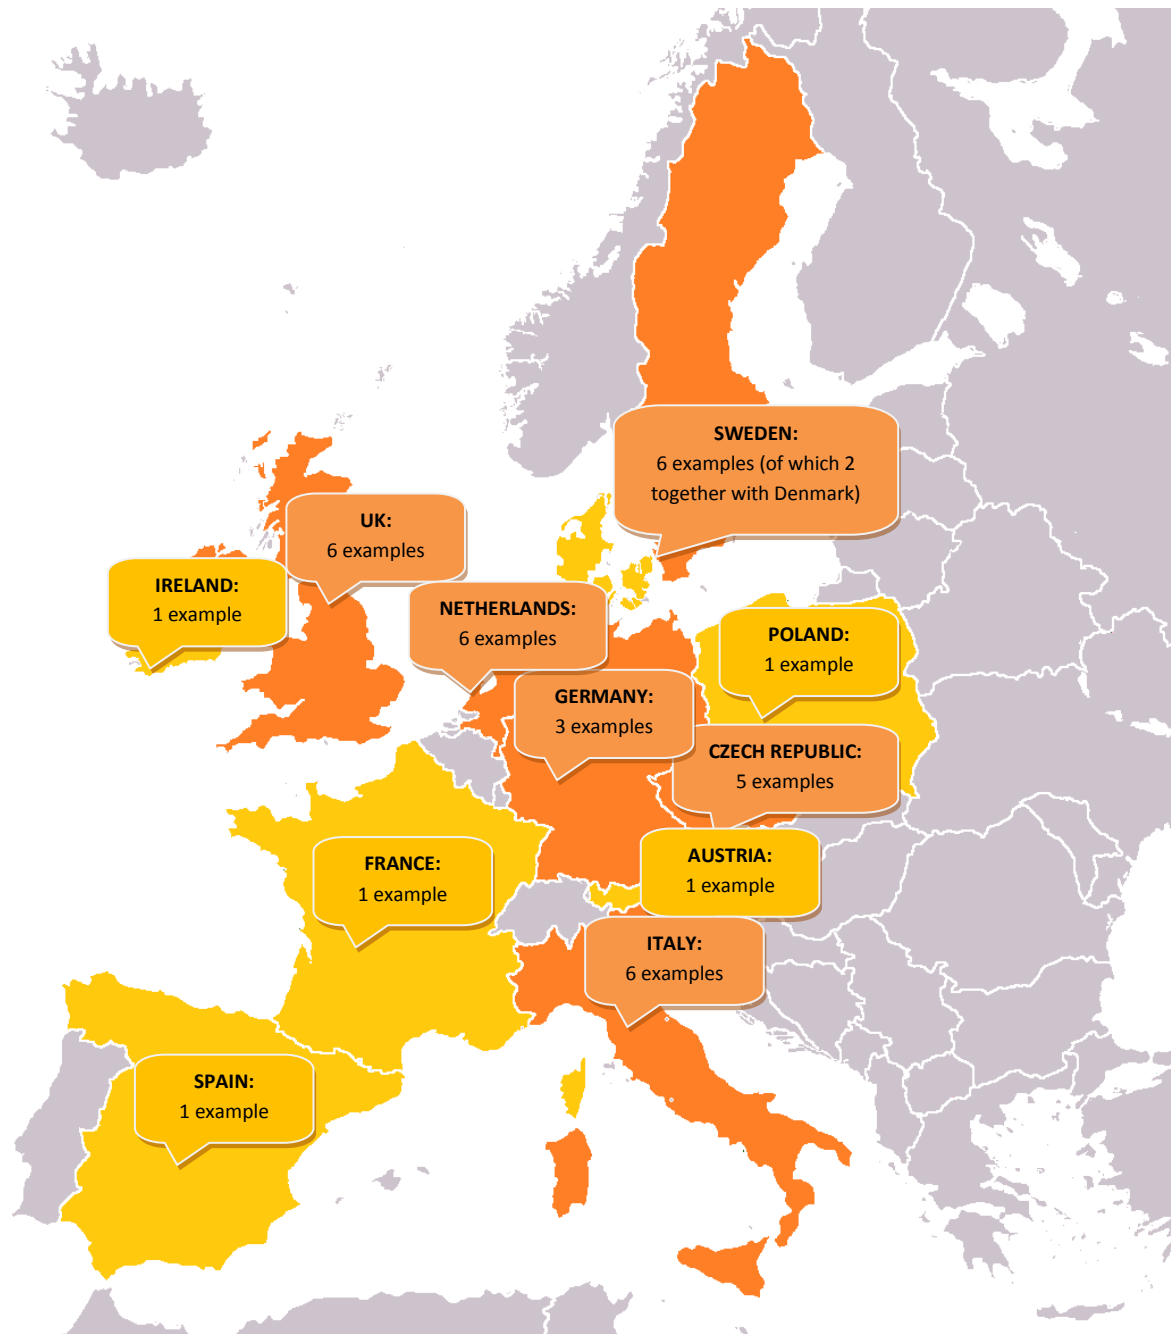 SWEDEN:
6 examples (of which 2
together with Denmark)
UK:
6 examples
IRELAND:
1 example
NETHERLANDS:
6 examples
POLAND:
1 example
GERMANY:
3 examples
CZECH REPUBLIC:
5 examples
FRANCE:
1 example
AUSTRIA:
1 example
ITALY:
6 examples
SPAIN:
1 example